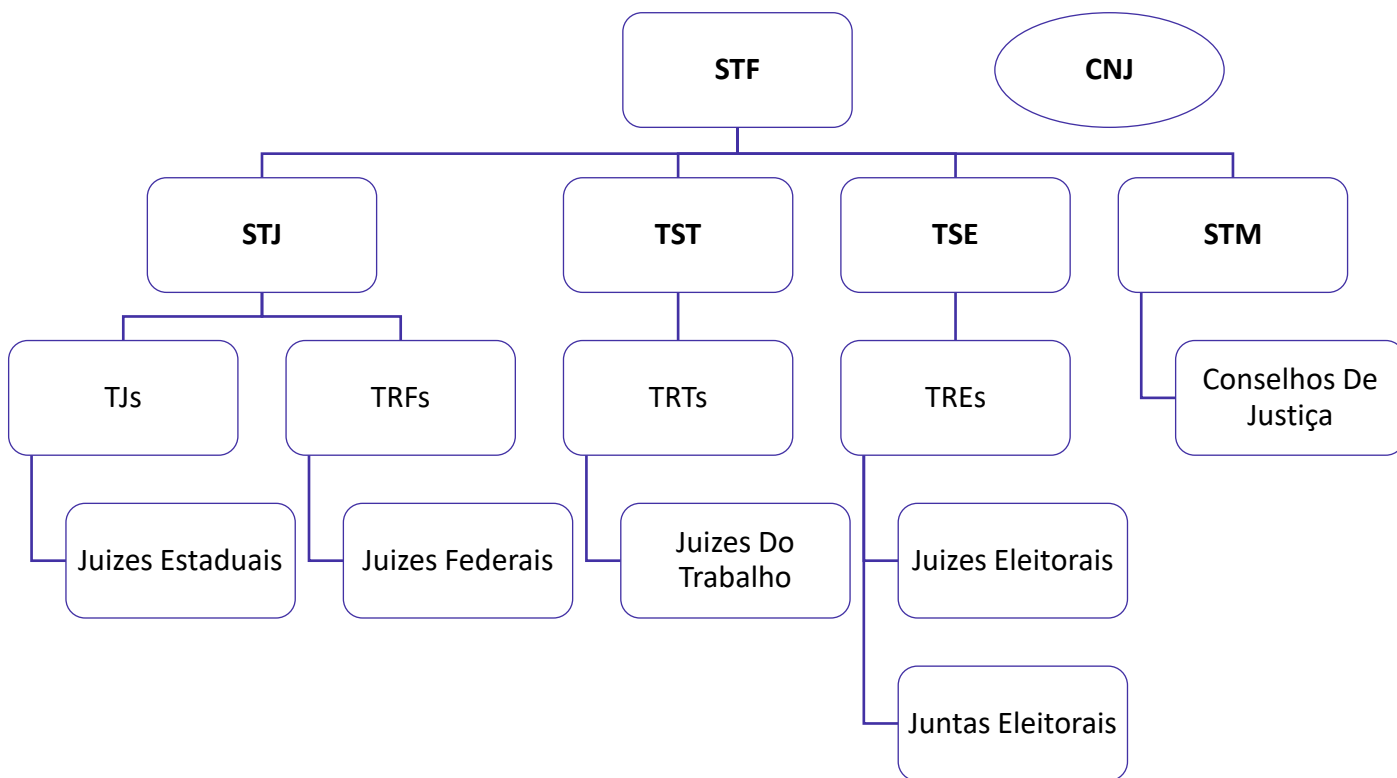 STF
CNJ
STJ
TST
TSE
STM
TJs
TRFs
TRTs
TREs
Conselhos De
Justiça
Juizes Estaduais
Juizes Federais
Juizes Do
Trabalho
Juizes Eleitorais
Juntas Eleitorais